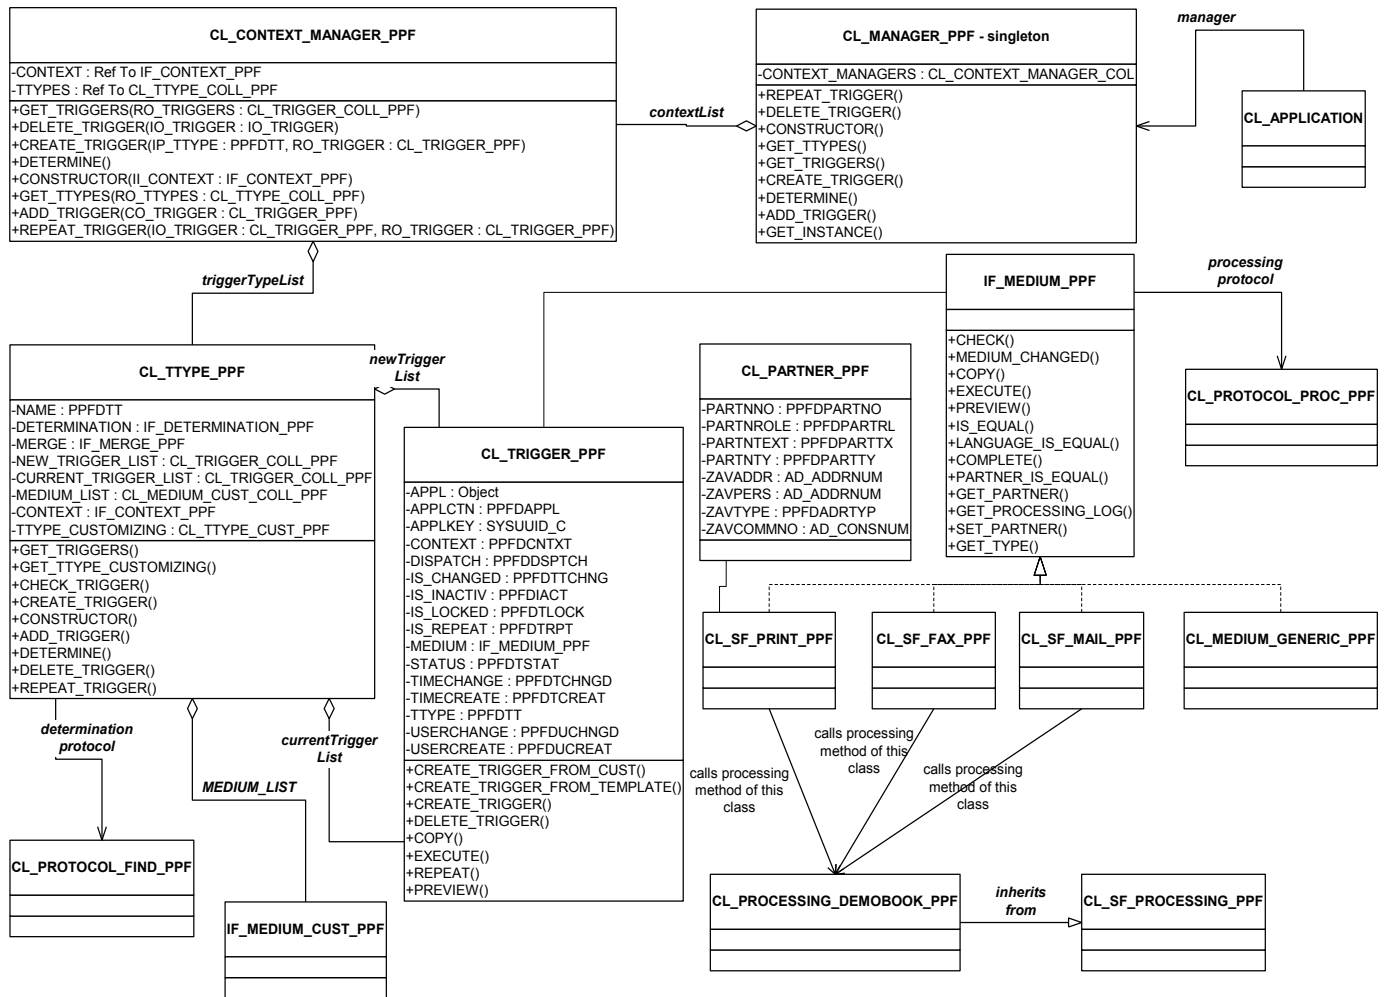 CL_CONTEXT_MANAGER_PPF
-CONTEXT : Ref To IF_CONTEXT_PPF
-TTYPES : Ref To CL_TTYPE_COLL_PPF
+GET_TRIGGERS(RO_TRIGGERS : CL_TRIGGER_COLL_PPF)
+DELETE_TRIGGER(IO_TRIGGER : IO_TRIGGER)
+CREATE_TRIGGER(IP_TTYPE : PPFDTT, RO_TRIGGER : CL_TRIGGER_PPF)
+DETERMINE()
+CONSTRUCTOR(II_CONTEXT : IF_CONTEXT_PPF)
+GET_TTYPES(RO_TTYPES : CL_TTYPE_COLL_PPF)
+ADD_TRIGGER(CO_TRIGGER : CL_TRIGGER_PPF)
+REPEAT_TRIGGER(IO_TRIGGER : CL_TRIGGER_PPF, RO_TRIGGER : CL_TRIGGER_PPF)
contextList
CL_MANAGER_PPF - singleton
-CONTEXT_MANAGERS : CL_CONTEXT_MANAGER_COL
+REPEAT_TRIGGER()
+DELETE_TRIGGER()
+CONSTRUCTOR()
+GET_TTYPES()
+GET_TRIGGERS()
+CREATE_TRIGGER()
+DETERMINE()
+ADD_TRIGGER()
+GET_INSTANCE()
manager
CL_APPLICATION
triggerTypeList
CL_TTYPE_PPF
-NAME : PPFDTT
-DETERMINATION : IF_DETERMINATION_PPF
-MERGE : IF_MERGE_PPF
-NEW_TRIGGER_LIST : CL_TRIGGER_COLL_PPF
-CURRENT_TRIGGER_LIST : CL_TRIGGER_COLL_PPF
-MEDIUM_LIST : CL_MEDIUM_CUST_COLL_PPF
-CONTEXT : IF_CONTEXT_PPF
-TTYPE_CUSTOMIZING : CL_TTYPE_CUST_PPF
+GET_TRIGGERS()
+GET_TTYPE_CUSTOMIZING()
+CHECK_TRIGGER()
+CREATE_TRIGGER()
+CONSTRUCTOR()
+ADD_TRIGGER()
+DETERMINE()
+DELETE_TRIGGER()
+REPEAT_TRIGGER()
newTrigger
List
CL_TRIGGER_PPF
-APPL : Object
-APPLCTN : PPFDAPPL
-APPLKEY : SYSUUID_C
-CONTEXT : PPFDCNTXT
-DISPATCH : PPFDDSPTCH
-IS_CHANGED : PPFDTTCHNG
-IS_INACTIV : PPFDIACT
-IS_LOCKED : PPFDTLOCK
-IS_REPEAT : PPFDTRPT
-MEDIUM : IF_MEDIUM_PPF
-STATUS : PPFDTSTAT
-TIMECHANGE : PPFDTCHNGD
-TIMECREATE : PPFDTCREAT
-TTYPE : PPFDTT
-USERCHANGE : PPFDUCHNGD
-USERCREATE : PPFDUCREAT
+CREATE_TRIGGER_FROM_CUST()
+CREATE_TRIGGER_FROM_TEMPLATE()
+CREATE_TRIGGER()
+DELETE_TRIGGER()
+COPY()
+EXECUTE()
+REPEAT()
+PREVIEW()
CL_PARTNER_PPF
-PARTNNO : PPFDPARTNO
-PARTNROLE : PPFDPARTRL
-PARTNTEXT : PPFDPARTTX
-PARTNTY : PPFDPARTTY
-ZAVADDR : AD_ADDRNUM
-ZAVPERS : AD_ADDRNUM
-ZAVTYPE : PPFDADRTYP
-ZAVCOMMNO : AD_CONSNUM
IF_MEDIUM_PPF
+CHECK()
+MEDIUM_CHANGED()
+COPY()
+EXECUTE()
+PREVIEW()
+IS_EQUAL()
+LANGUAGE_IS_EQUAL()
+COMPLETE()
+PARTNER_IS_EQUAL()
+GET_PARTNER()
+GET_PROCESSING_LOG()
+SET_PARTNER()
+GET_TYPE()
processing
protocol
CL_PROTOCOL_PROC_PPF
CL_SF_PRINT_PPF
CL_SF_FAX_PPF
CL_SF_MAIL_PPF
CL_MEDIUM_GENERIC_PPF
determination
protocol
currentTrigger
List
MEDIUM_LIST
calls processing
method of this
class
calls processing
method of this
class
calls processing
method of this
class
CL_PROTOCOL_FIND_PPF
IF_MEDIUM_CUST_PPF
CL_PROCESSING_DEMOBOOK_PPF
inherits
from
CL_SF_PROCESSING_PPF